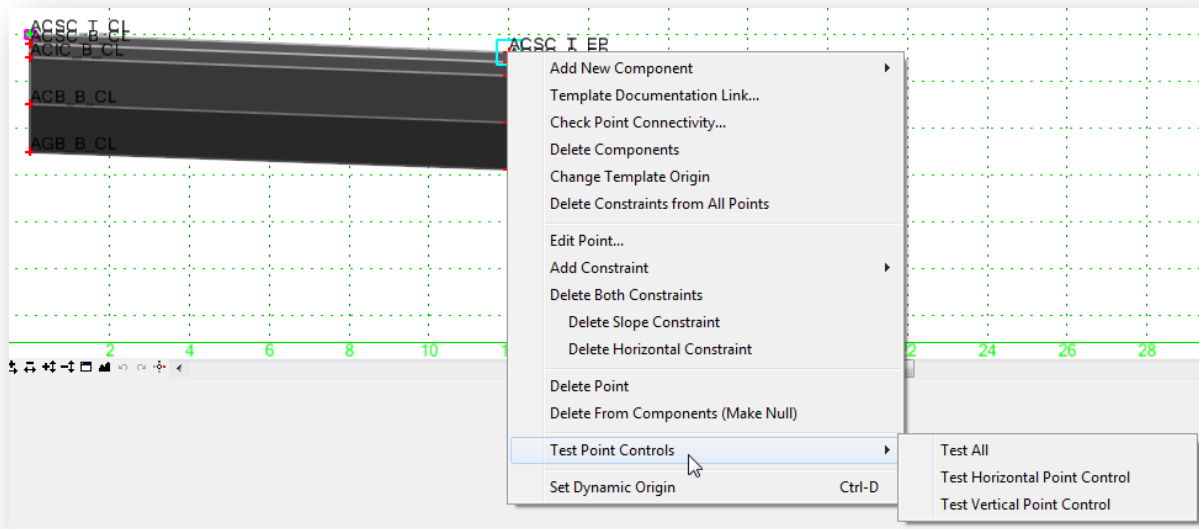 ACSC_T_CL
ACSC_B_CL
ACIC_B_CL
ACSC_T_EP
ACB_B_CL
AGB_B_CL
Add New Component
Template Documentation Link...
Check Point Connectivity...
Delete Components
Change Template Origin
Delete Constraints from All Points
Edit Point...
Add Constraint
Delete Both Constraints
Delete Slope Constraint
Delete Horizontal Constraint
2 4 6 8 10 22 24 26 28
Delete Point
Delete From Components (Make Null)
Test Point Controls
Test All
Test Horizontal Point Control
Set Dynamic Origin Ctrl-D
Test Vertical Point Control